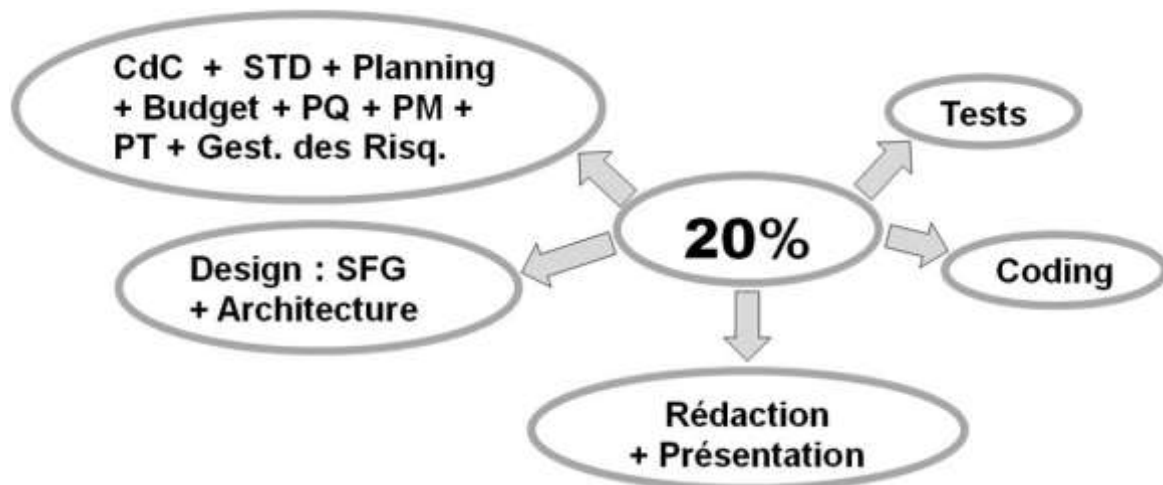 CdC + STD + Planning
+ Budget + PQ + PM +
PT + Gest. des Risq.
Tests
20%
Design : SFG
+ Architecture
Coding
Rédaction
+ Présentation